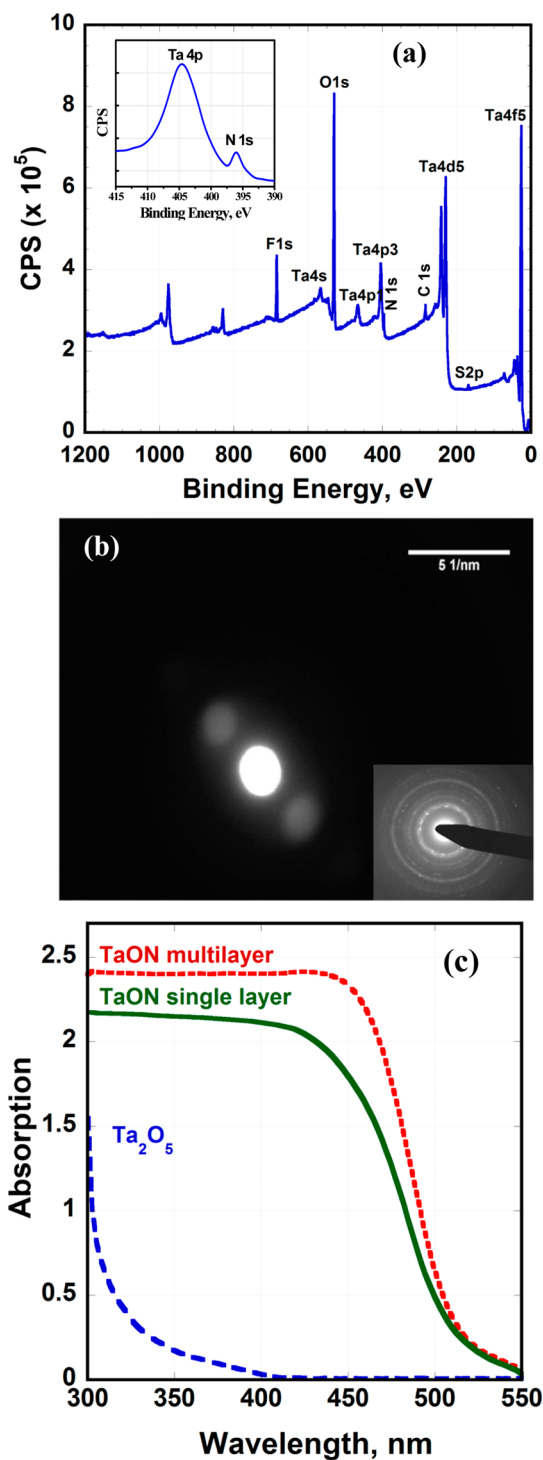 (a)
CPS (x 10⁵)
10
8
6
4
2
0
Ta 4p
N 1s
CPS
415 410 405 400 395 390
Binding Energy, eV
O1s
Ta4f5
Ta4d5
F1s
Ta4p3
Ta4s
Ta4p1
N 1s
C 1s
S2p
1200 1000 800 600 400 200 0
Binding Energy, eV
(b)
5 1/nm
(c)
Absorption
2.5
2
1.5
1
0.5
0
TaON multilayer
TaON single layer
Ta₂O₅
300 350 400 450 500 550
Wavelength, nm